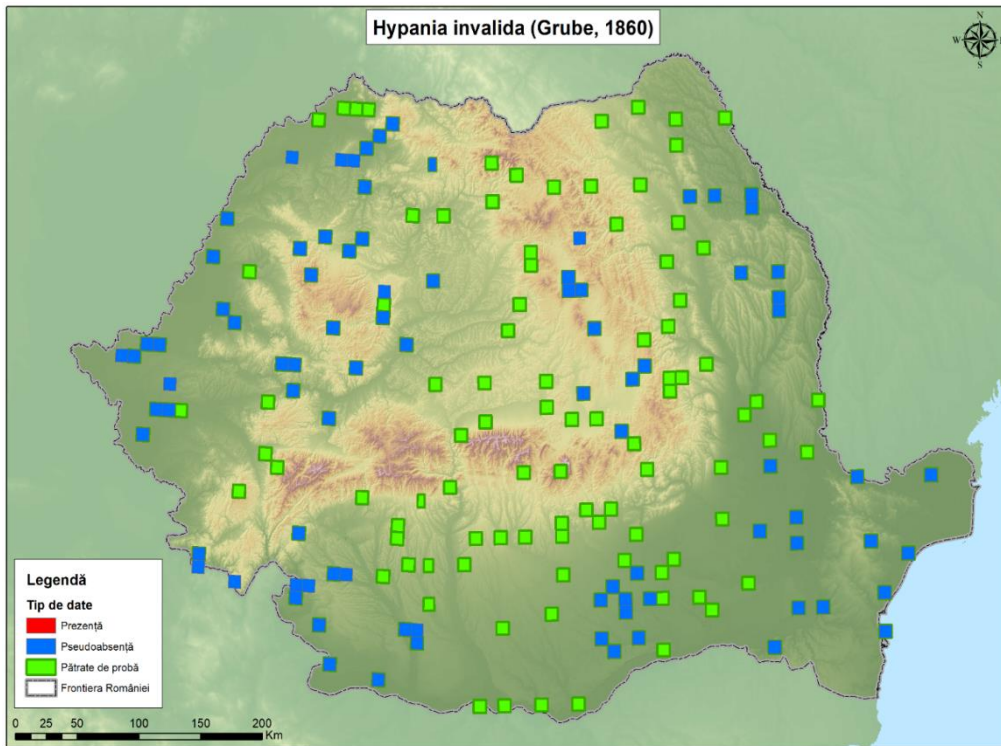 Hypania invalida (Grube, 1860)
N
W
E
S
Legendă
Tip de date
Prezență
Pseudoabsență
Pătrate de probă
Frontiera României
0 25 50 100 150 200
Km